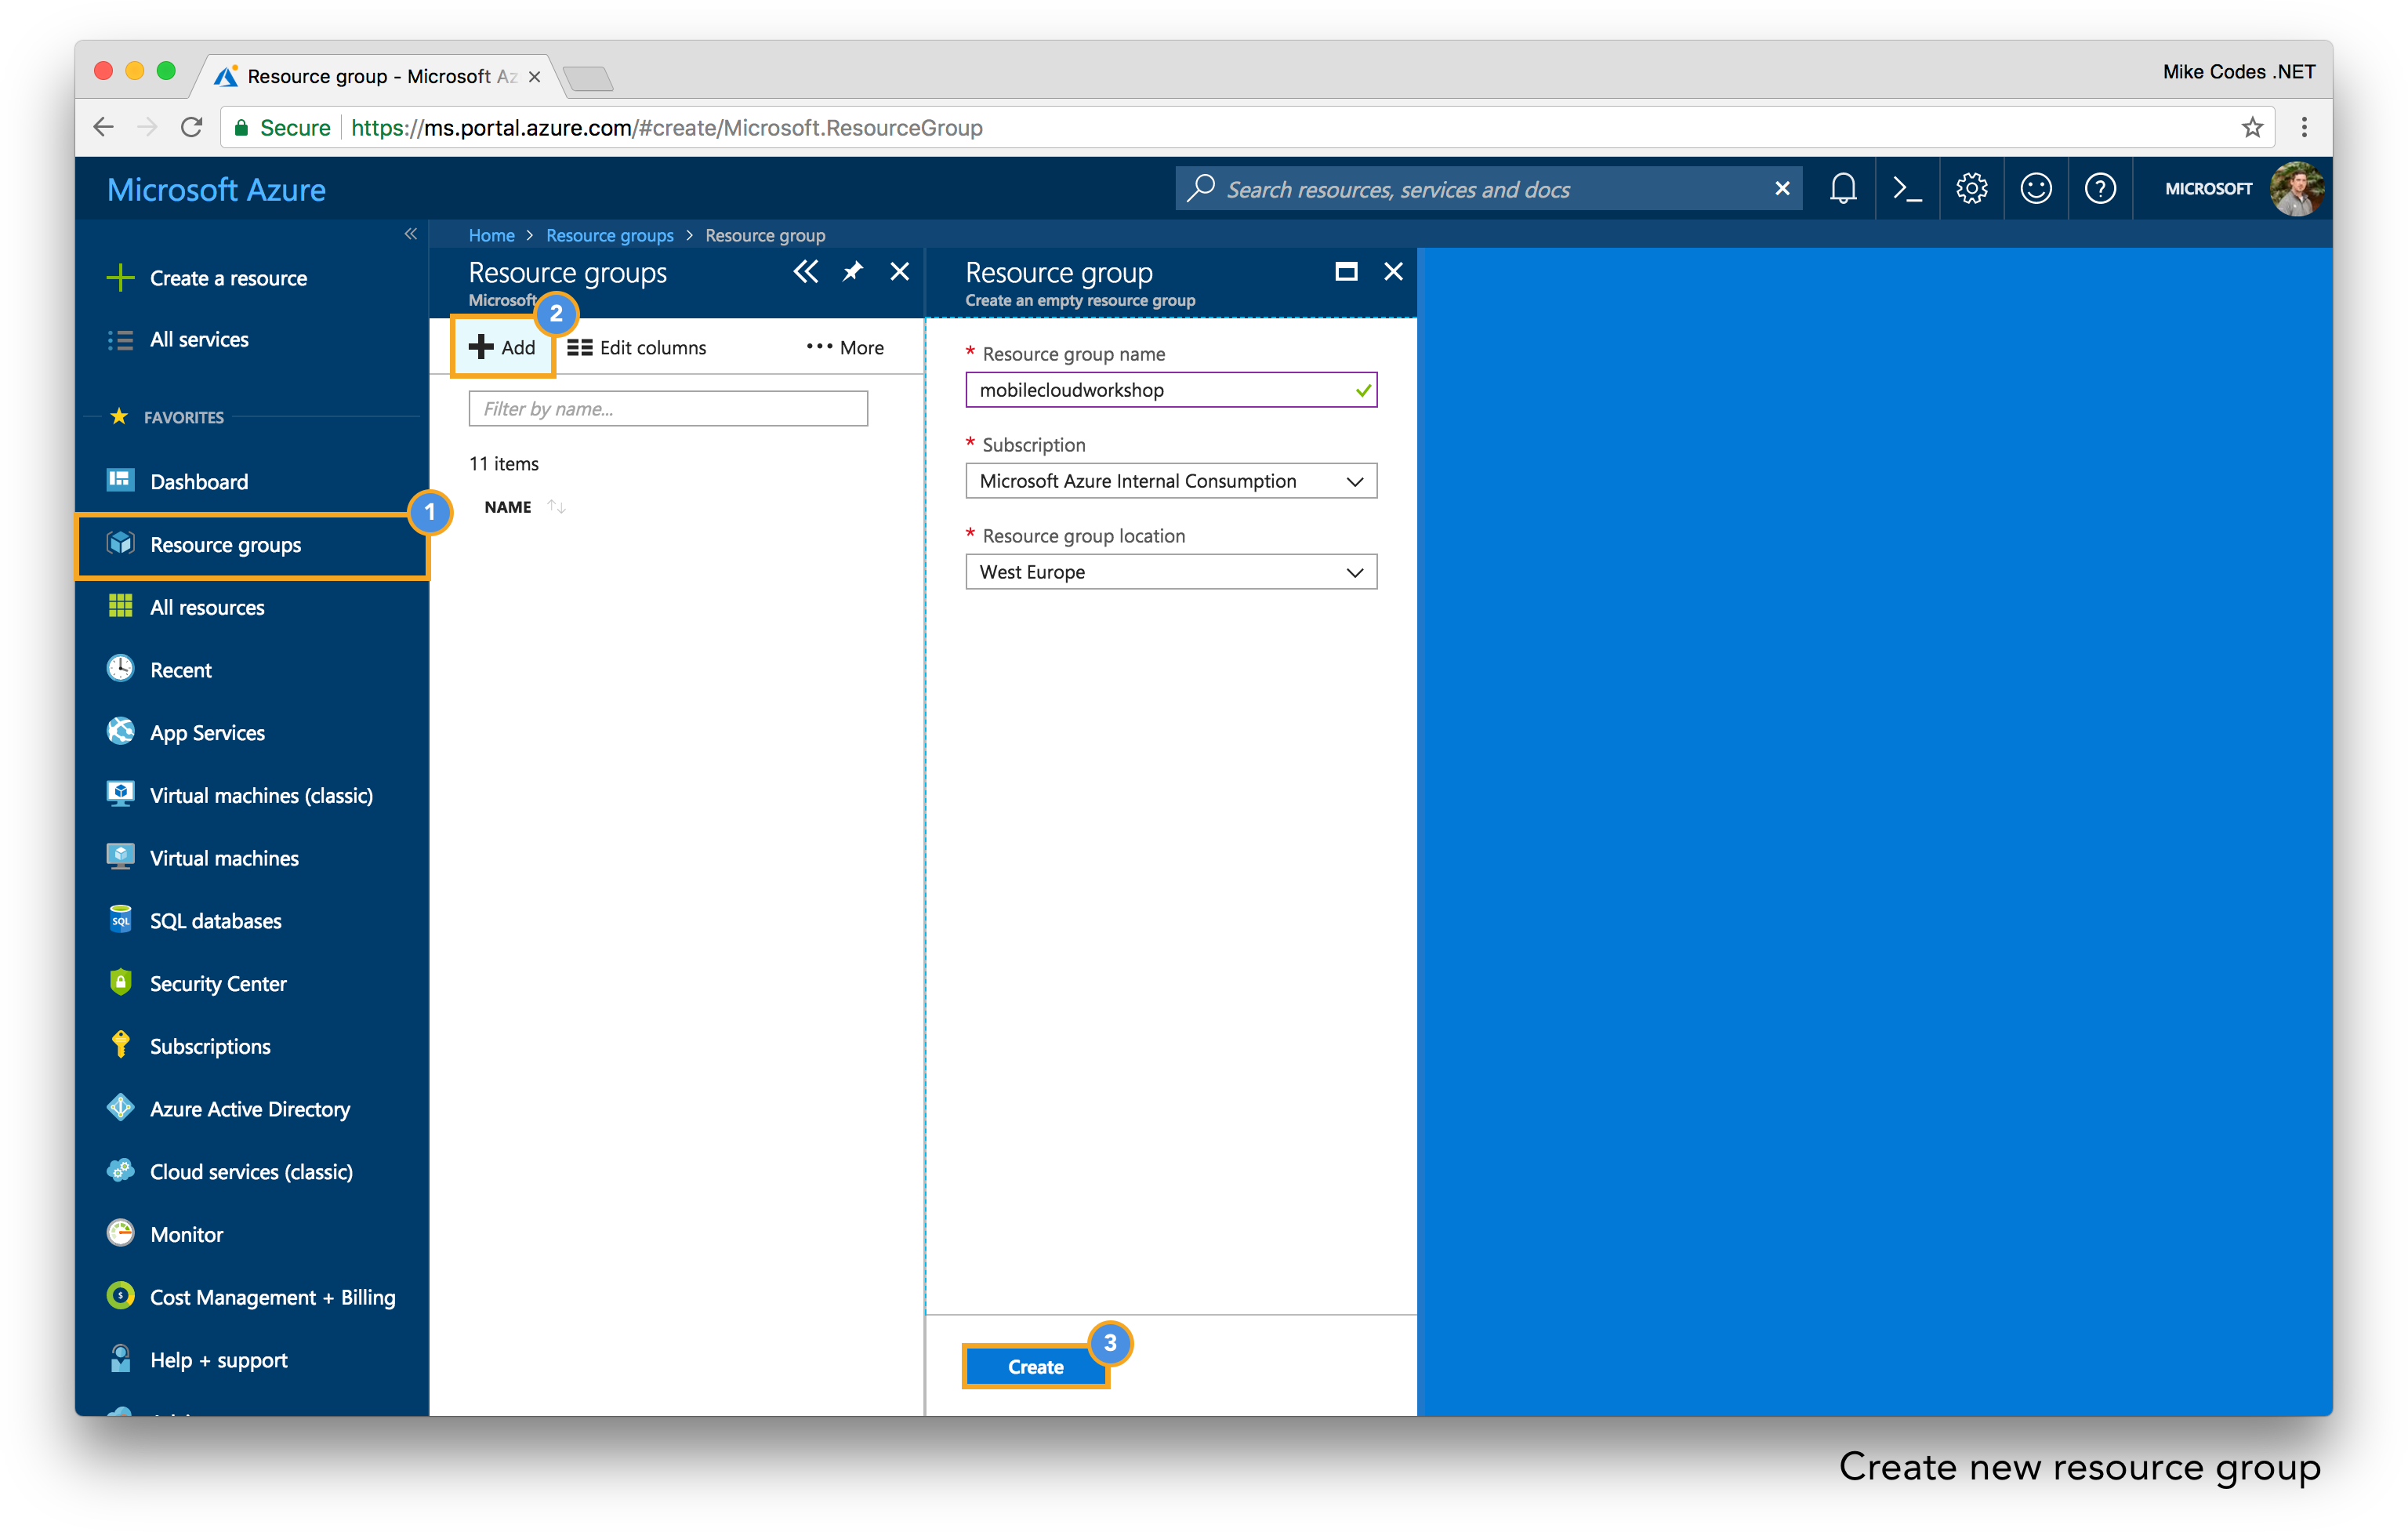 Resource group - Microsoft Az
Mike Codes .NET
Secure https://ms.portal.azure.com/#create/Microsoft.ResourceGroup
Microsoft Azure
Search resources, services and docs
MICROSOFT
Home > Resource groups > Resource group
Create a resource
All services
FAVORITES
Dashboard
1
Resource groups
All resources
Recent
App Services
Virtual machines (classic)
Virtual machines
SQL
SQL databases
Security Center
Subscriptions
Azure Active Directory
Cloud services (classic)
Monitor
Cost Management + Billing
Help + support
Resource groups
Microsoft
2
Add
Edit columns
More
Filter by name...
11 items
NAME
Resource group
Create an empty resource group
* Resource group name
mobilecloudworkshop
* Subscription
Microsoft Azure Internal Consumption
* Resource group location
West Europe
3
Create
Create new resource group